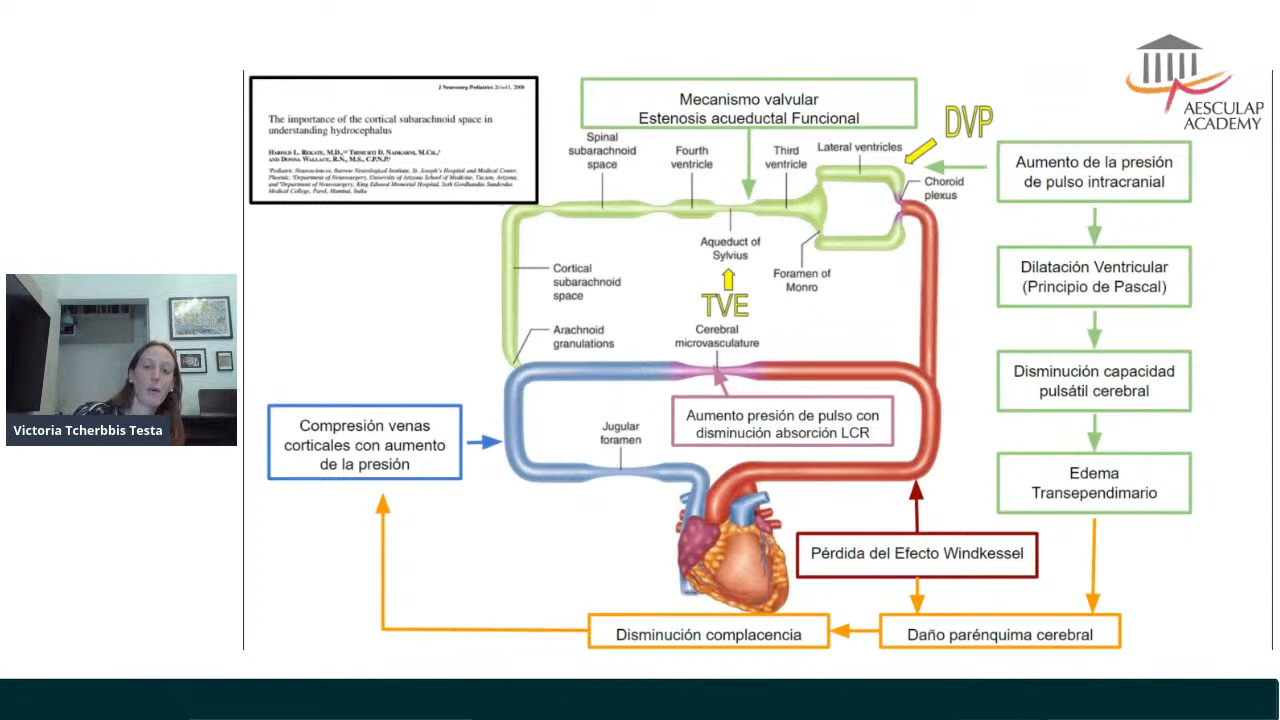 J Neurosurg Pediatrics 2:1–11, 2008
The importance of the cortical subarachnoid space in
understanding hydrocephalus
HAROLD L. REKATE, M.D., TRIMURTI D. NADKARNI, M.CH.,
AND DONNA WALLACE, R.N., M.S., C.P.N.P.
Pediatric Neurosciences, Barrow Neurological Institute, St. Joseph's Hospital and Medical Center,
Phoenix; Department of Neurosurgery, University of Arizona School of Medicine, Tucson, Arizona;
and Department of Neurosurgery, King Edward Memorial Hospital, Seth Gordhandas Sunderdas
Medical College, Parel, Mumbai, India
Mecanismo valvular
Estenosis acueductal Funcional
AESCULAP
ACADEMY
DVP
Spinal
subarachnoid
space
Fourth
ventricle
Third
ventricle
Lateral ventricles
Choroid
plexus
Aqueduct of
Sylvius
Foramen of
Monro
TVE
Cortical
subarachnoid
space
Arachnoid
granulations
Cerebral
microvasculature
Aumento presión de pulso con
disminución absorción LCR
Jugular
foramen
Aumento de la presión
de pulso intracranial
Dilatación Ventricular
(Principio de Pascal)
Disminución capacidad
pulsátil cerebral
Edema
Transependimario
Compresión venas
corticales con aumento
de la presión
Pérdida del Efecto Windkessel
Disminución complacencia
Daño parénquima cerebral
Victoria Tcherbbis Testa